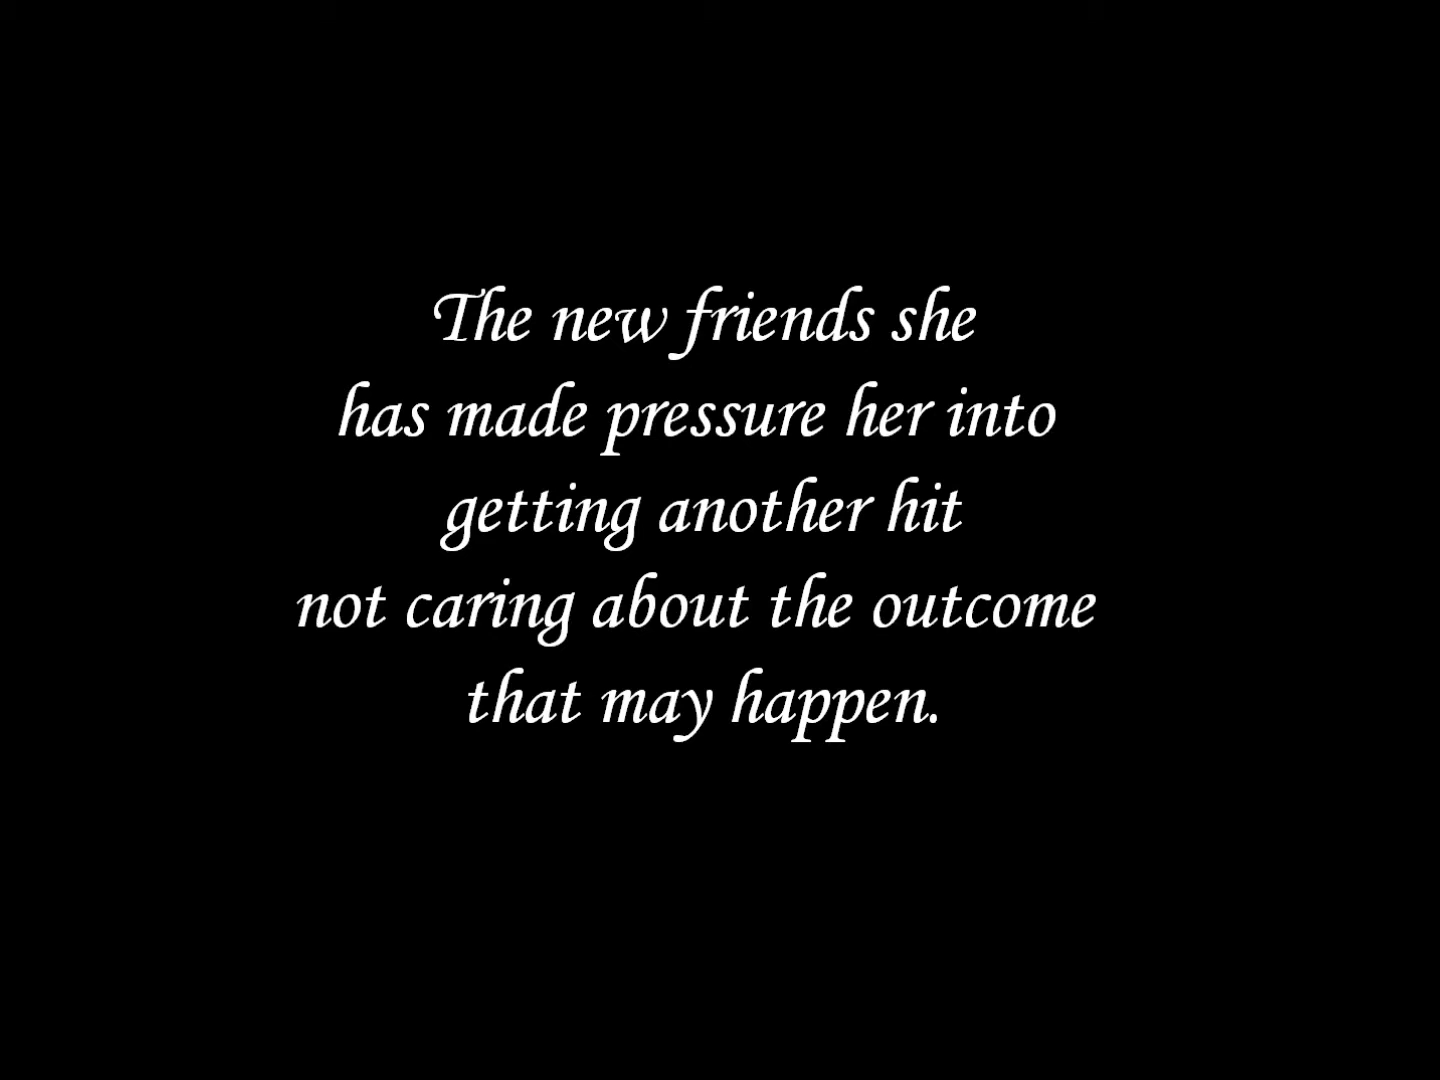 The new friends she
has made pressure her into
getting another hit
not caring about the outcome
that may happen.